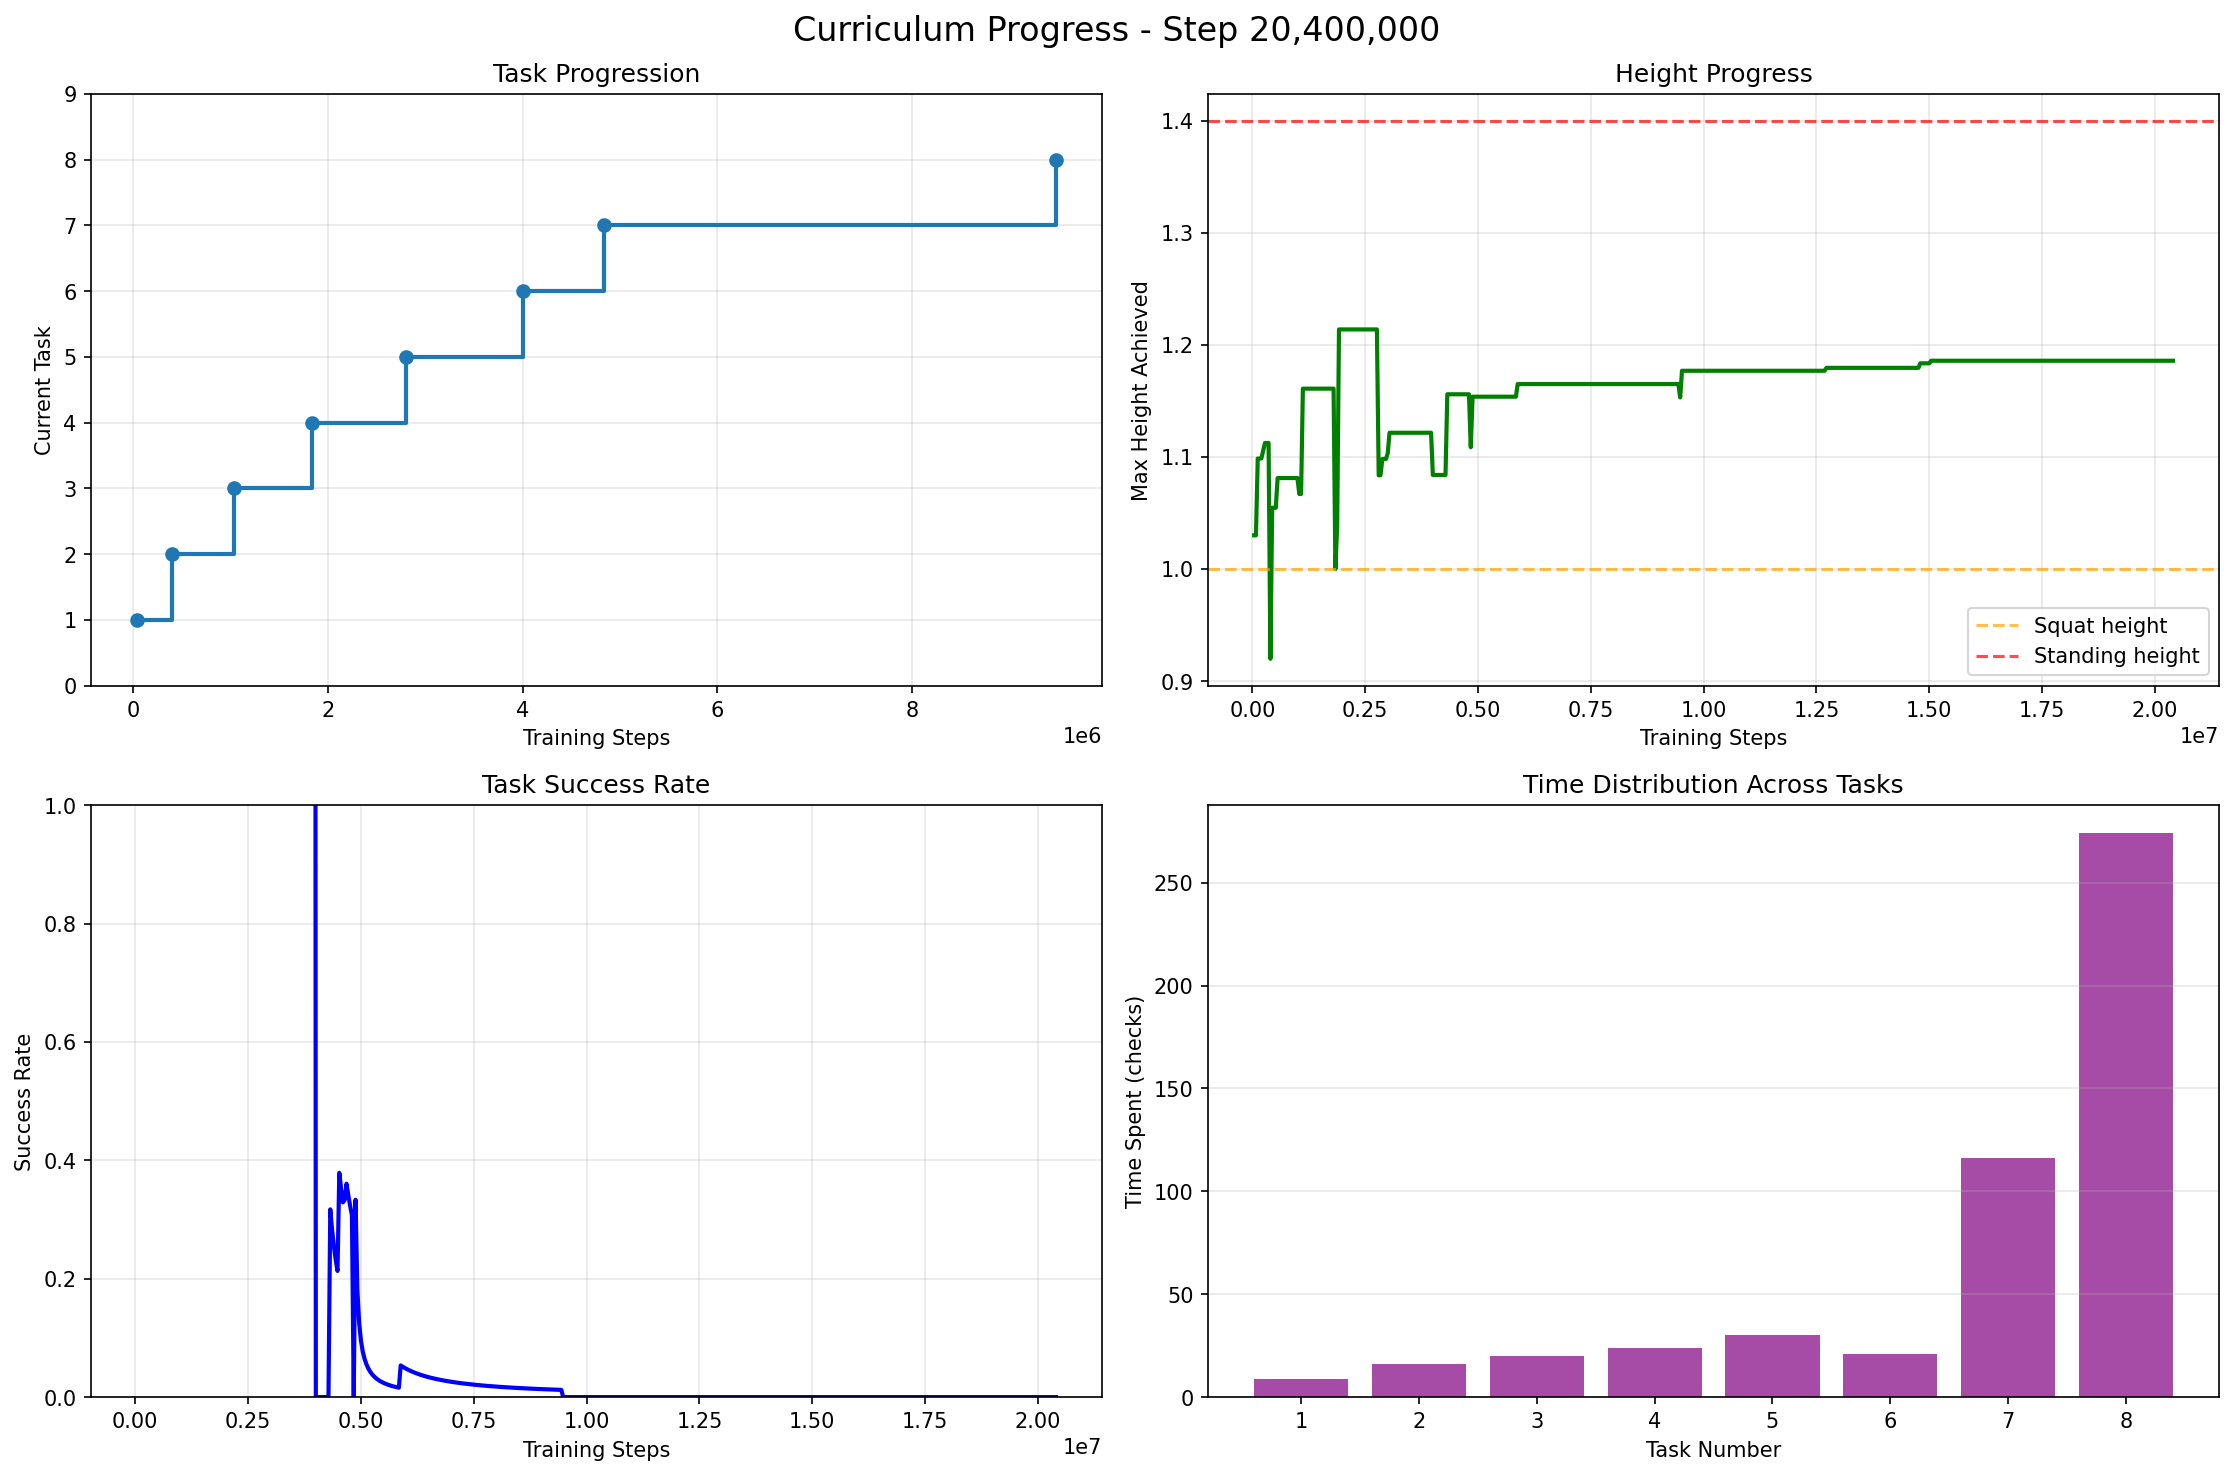 Curriculum Progress - Step 20,400,000
Task Progression
Current Task
9
8
7
6
5
4
3
2
1
0
0 2 4 6 8
1e6
Training Steps
Height Progress
Max Height Achieved
1.4
1.3
1.2
1.1
1.0
0.9
Squat height
Standing height
0.00 0.25 0.50 0.75 1.00 1.25 1.50 1.75 2.00
1e7
Training Steps
Task Success Rate
Success Rate
1.0
0.8
0.6
0.4
0.2
0.0
0.00 0.25 0.50 0.75 1.00 1.25 1.50 1.75 2.00
1e7
Training Steps
Time Distribution Across Tasks
Time Spent (checks)
250
200
150
100
50
0
1 2 3 4 5 6 7 8
Task Number